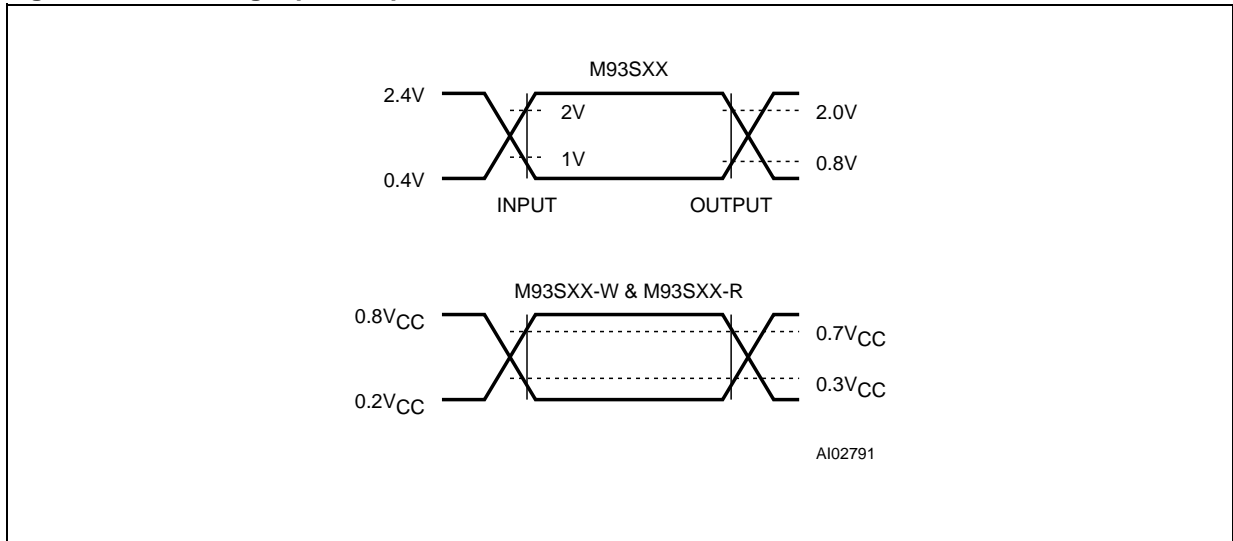 M93SXX
2.4V
2V
2.0V
1V
0.8V
0.4V
INPUT OUTPUT
M93SXX-W & M93SXX-R
0.8VCC
0.7VCC
0.3VCC
0.2VCC
AI02791